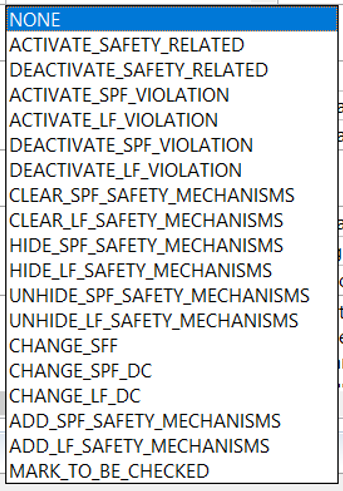 NONE
ACTIVATE_SAFETY_RELATED
DEACTIVATE_SAFETY_RELATED
ACTIVATE_SPF_VIOLATION
ACTIVATE_LF_VIOLATION
DEACTIVATE_SPF_VIOLATION
DEACTIVATE_LF_VIOLATION
CLEAR_SPF_SAFETY_MECHANISMS
CLEAR_LF_SAFETY_MECHANISMS
HIDE_SPF_SAFETY_MECHANISMS
HIDE_LF_SAFETY_MECHANISMS
UNHIDE_SPF_SAFETY_MECHANISMS
UNHIDE_LF_SAFETY_MECHANISMS
CHANGE_SFF
CHANGE_SPF_DC
CHANGE_LF_DC
ADD_SPF_SAFETY_MECHANISMS
ADD_LF_SAFETY_MECHANISMS
MARK_TO_BE_CHECKED